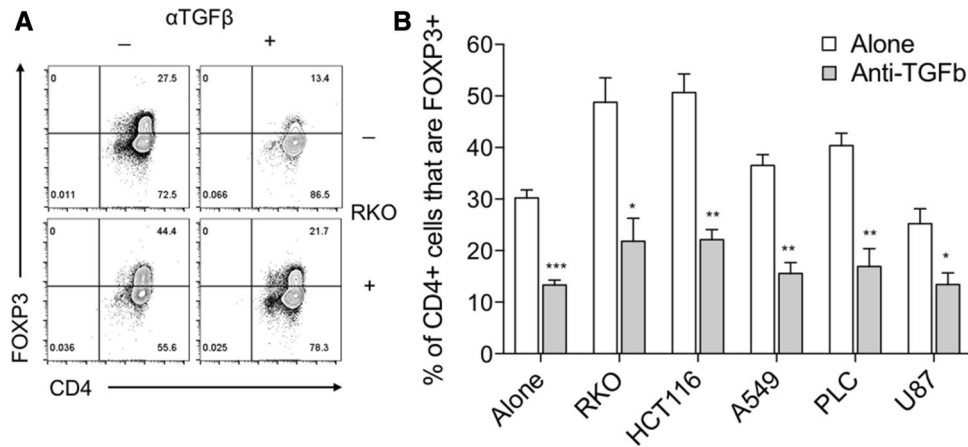 A
αTGFβ
– +
0 27.5
0.011 72.5
0 13.4
0.066 86.5
–
RKO
0 44.4
0.036 55.6
0 21.7
0.025 78.3
+
FOXP3
CD4
B
% of CD4+ cells that are FOXP3+
60
50
40
30
20
10
0
Alone
Anti-TGFb
***
*
**
**
**
*
Alone
RKO
HCT116
A549
PLC
U87